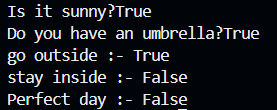 Is it sunny?True
Do you have an umbrella?True
go outside :- True
stay inside :- False
Perfect day :- False